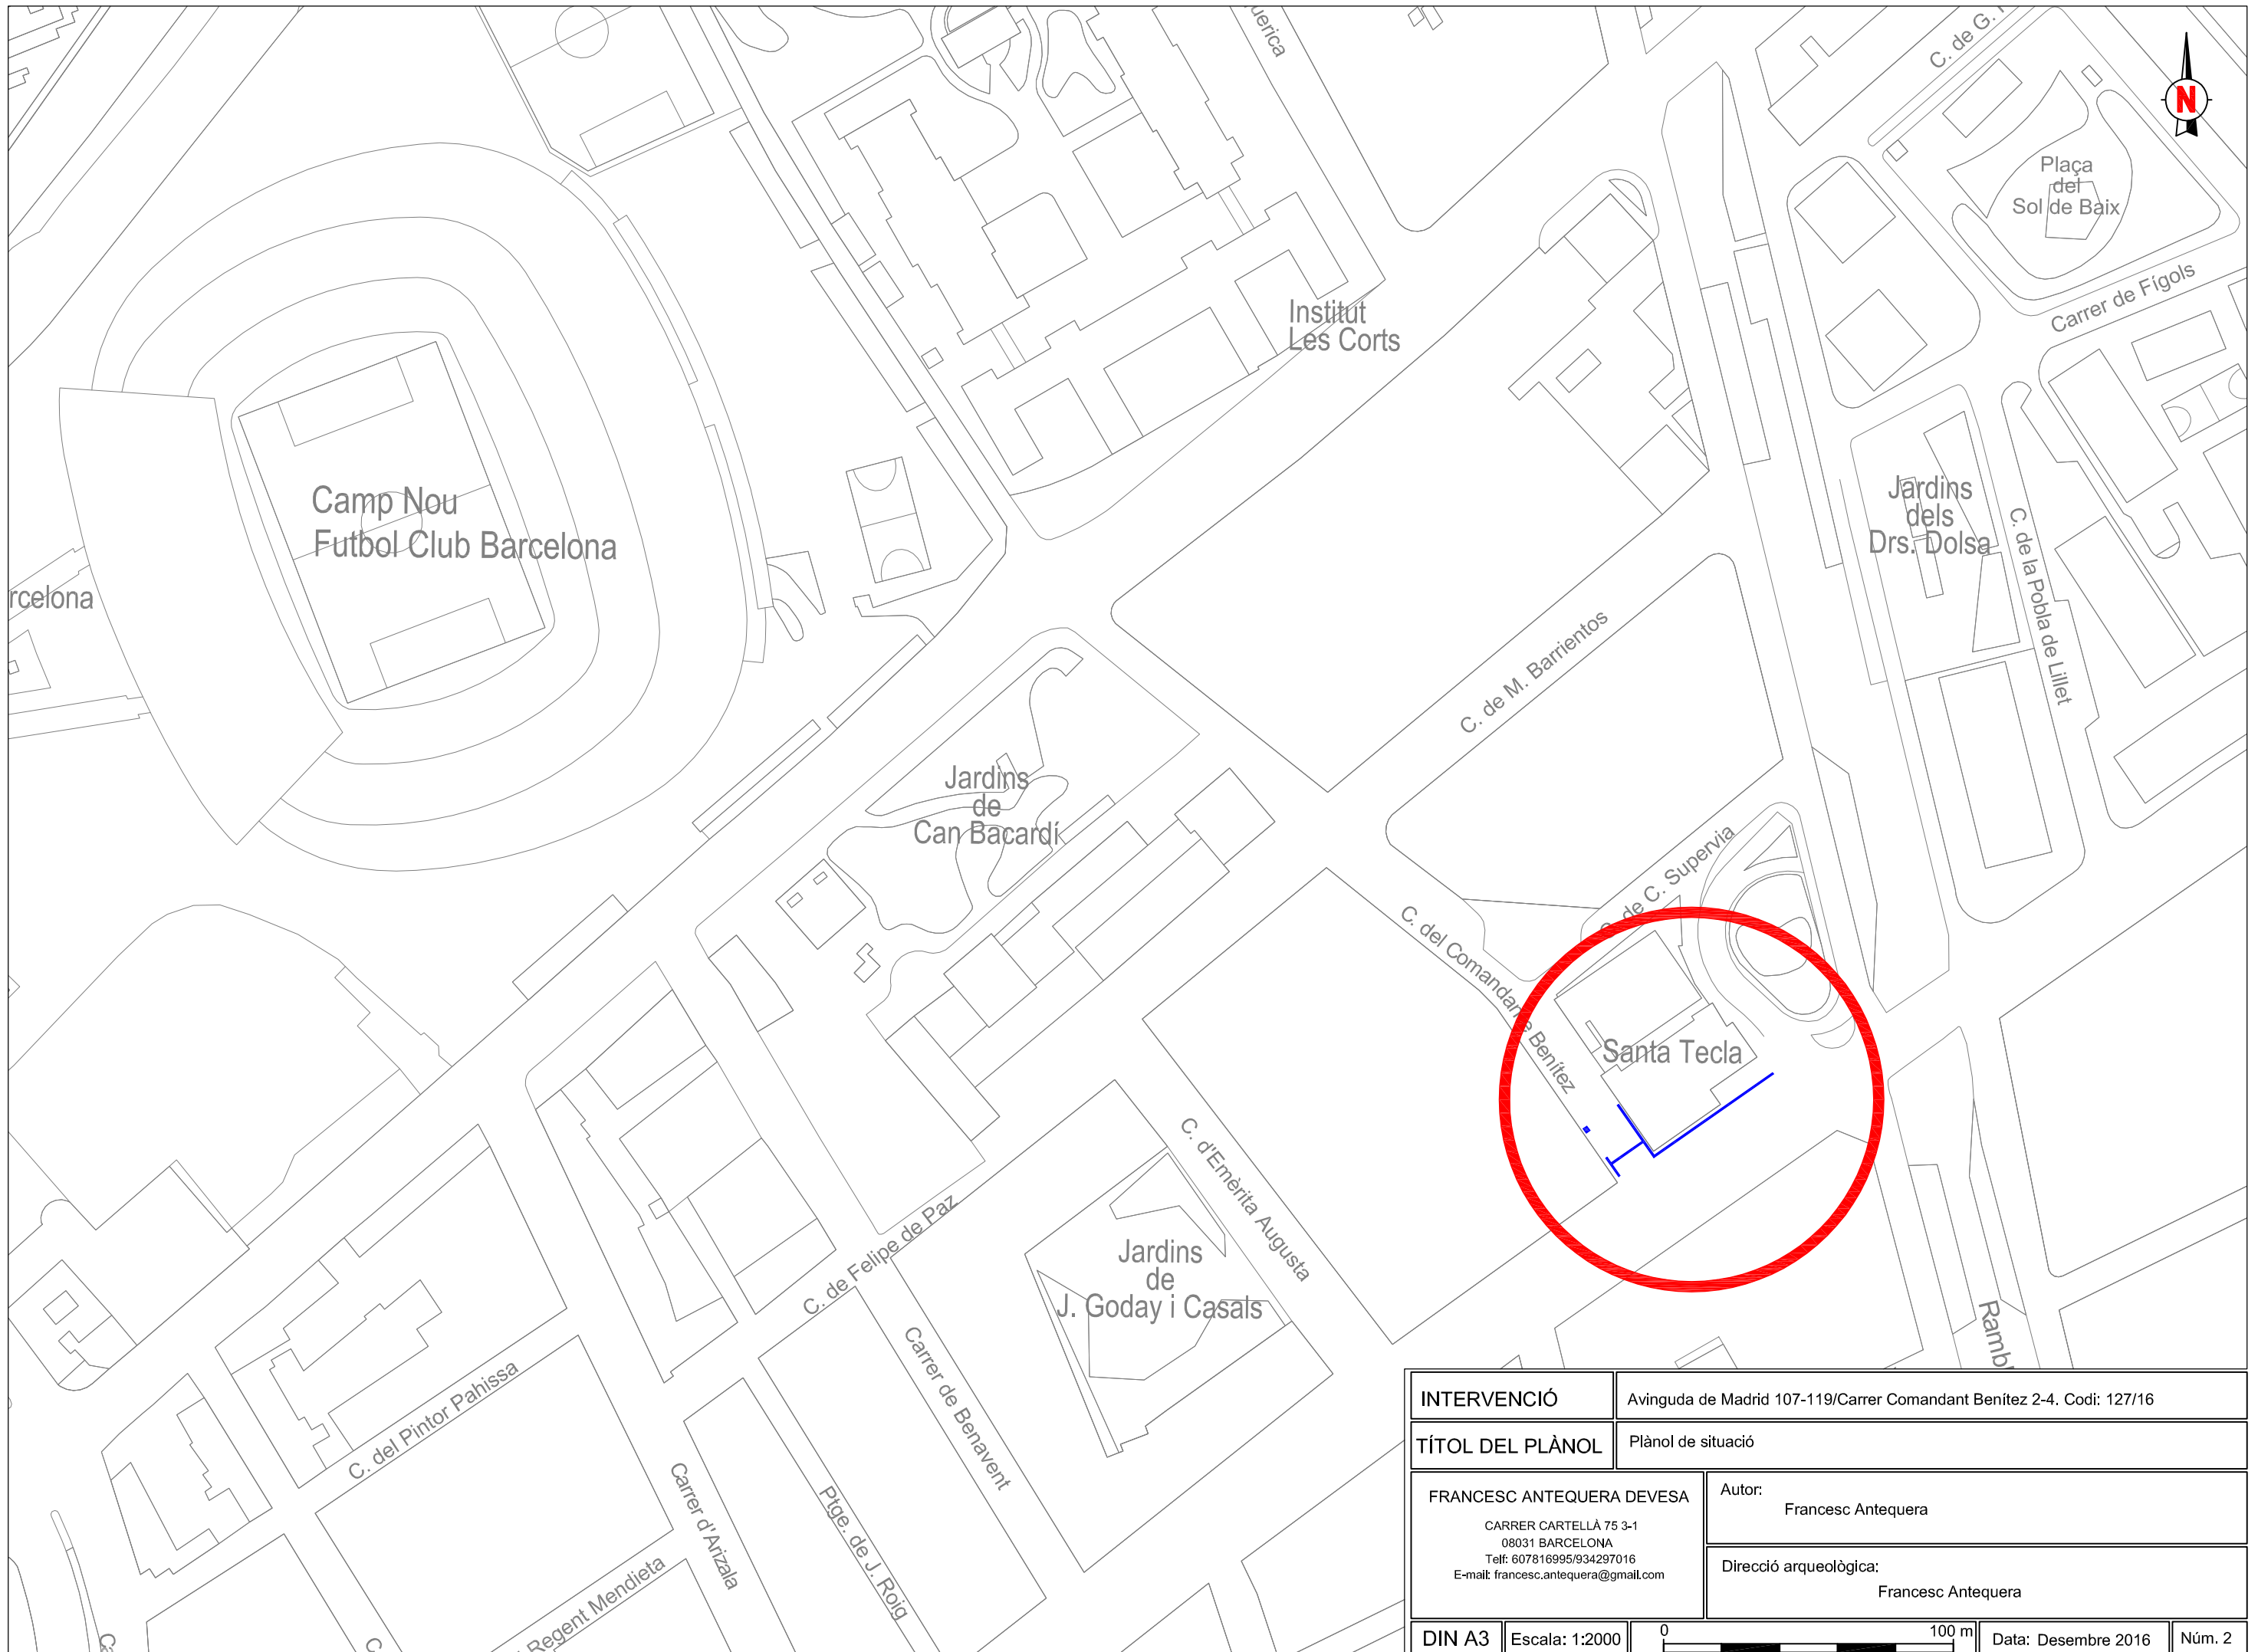 uerica
C. de G.
N
Plaça
del
Sol de Baix
Carrer de Fígols
Institut
Les Corts
Camp Nou
Futbol Club Barcelona
rcelona
Jardins
dels
Drs. Dolsa
C. de la Pobla de Lillet
C. de M. Barrientos
Jardins
de
Can Bacardí
C. de C. Supervia
C. del Comandant Benítez
Santa Tecla
C. d'Emèrita Augusta
C. de Felipe de Paz
Jardins
de
J. Goday i Casals
Carrer de Benavent
C. del Pintor Pahissa
Carrer d'Arizala
Ptge. de J. Roig
Regent Mendieta
Rambl
INTERVENCIÓ
Avinguda de Madrid 107-119/Carrer Comandant Benítez 2-4. Codi: 127/16
TÍTOL DEL PLÀNOL
Plànol de situació
FRANCESC ANTEQUERA DEVESA
CARRER CARTELLÀ 75 3-1
08031 BARCELONA
Telf: 607816995/934297016
E-mail: francesc.antequera@gmail.com
Autor:
Francesc Antequera
Direcció arqueològica:
Francesc Antequera
DIN A3
Escala: 1:2000
0 100 m
Data: Desembre 2016
Núm. 2